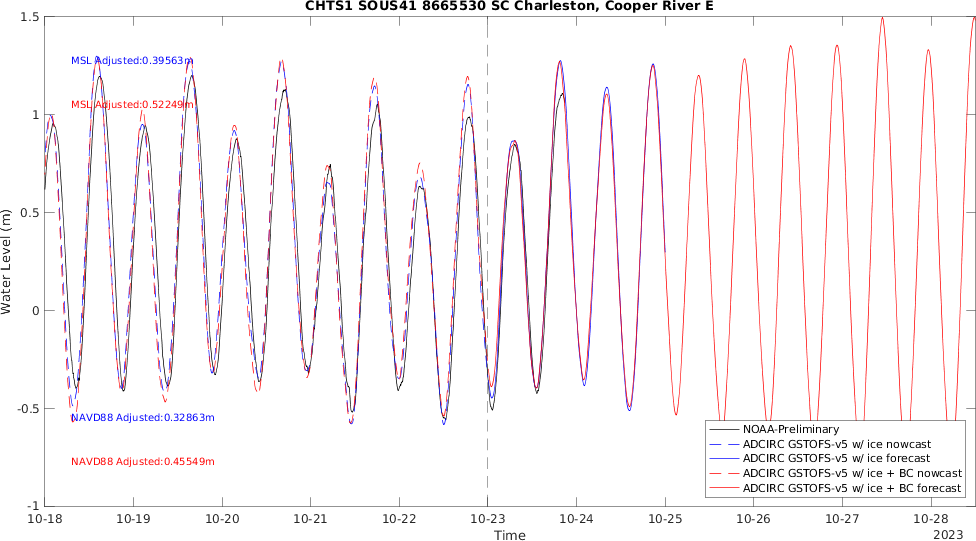 CHTS1 SOUS41 8665530 SC Charleston, Cooper River E
1.5
1
0.5
0
-0.5
-1
Water Level (m)
MSL Adjusted:0.39563m
MSL Adjusted:0.52249m
NAVD88 Adjusted:0.32863m
NAVD88 Adjusted:0.45549m
NOAA-Preliminary
ADCIRC GSTOFS-v5 w/ ice nowcast
ADCIRC GSTOFS-v5 w/ ice forecast
ADCIRC GSTOFS-v5 w/ ice + BC nowcast
ADCIRC GSTOFS-v5 w/ ice + BC forecast
10-18 10-19 10-20 10-21 10-22 10-23 10-24 10-25 10-26 10-27 10-28
Time
2023